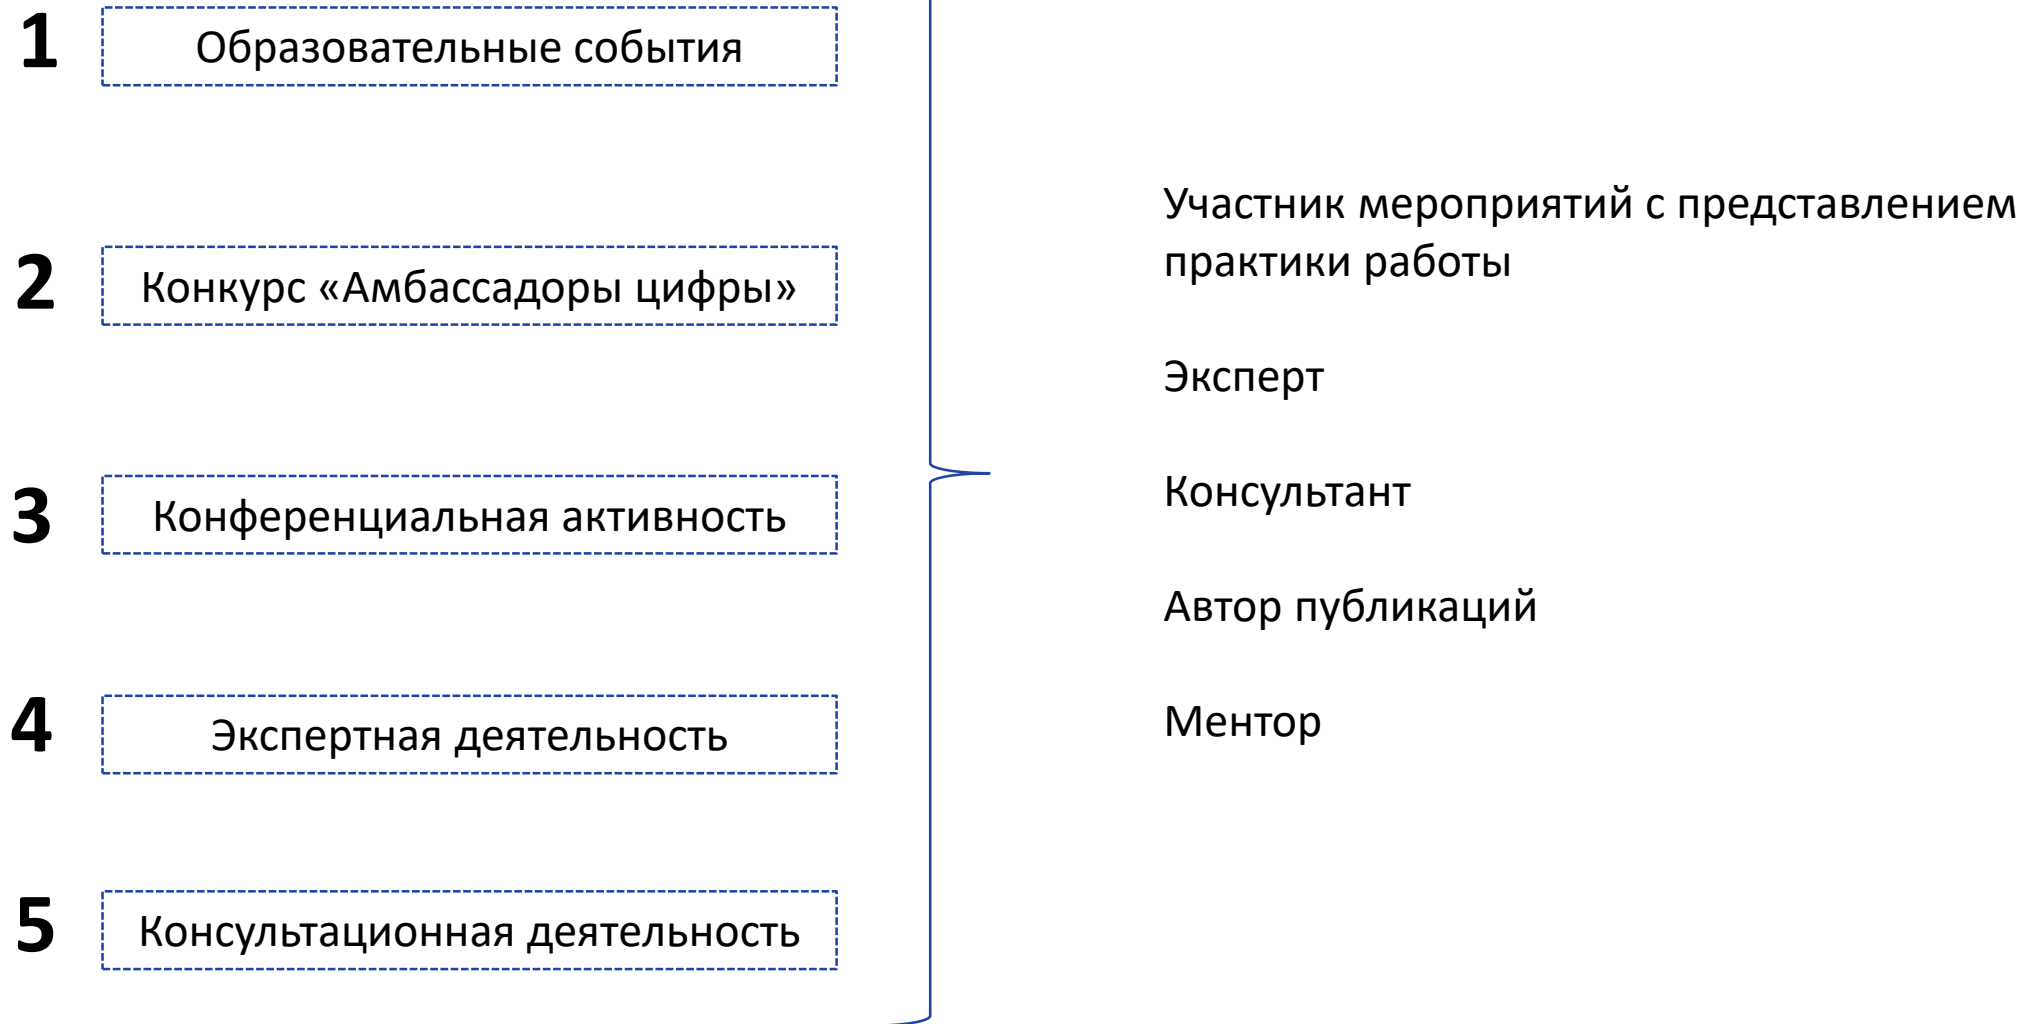 1
Образовательные события
2
Конкурс «Амбассадоры цифры»
3
Конференциальная активность
4
Экспертная деятельность
5
Консультационная деятельность
Участник мероприятий с представлением
практики работы
Эксперт
Консультант
Автор публикаций
Ментор